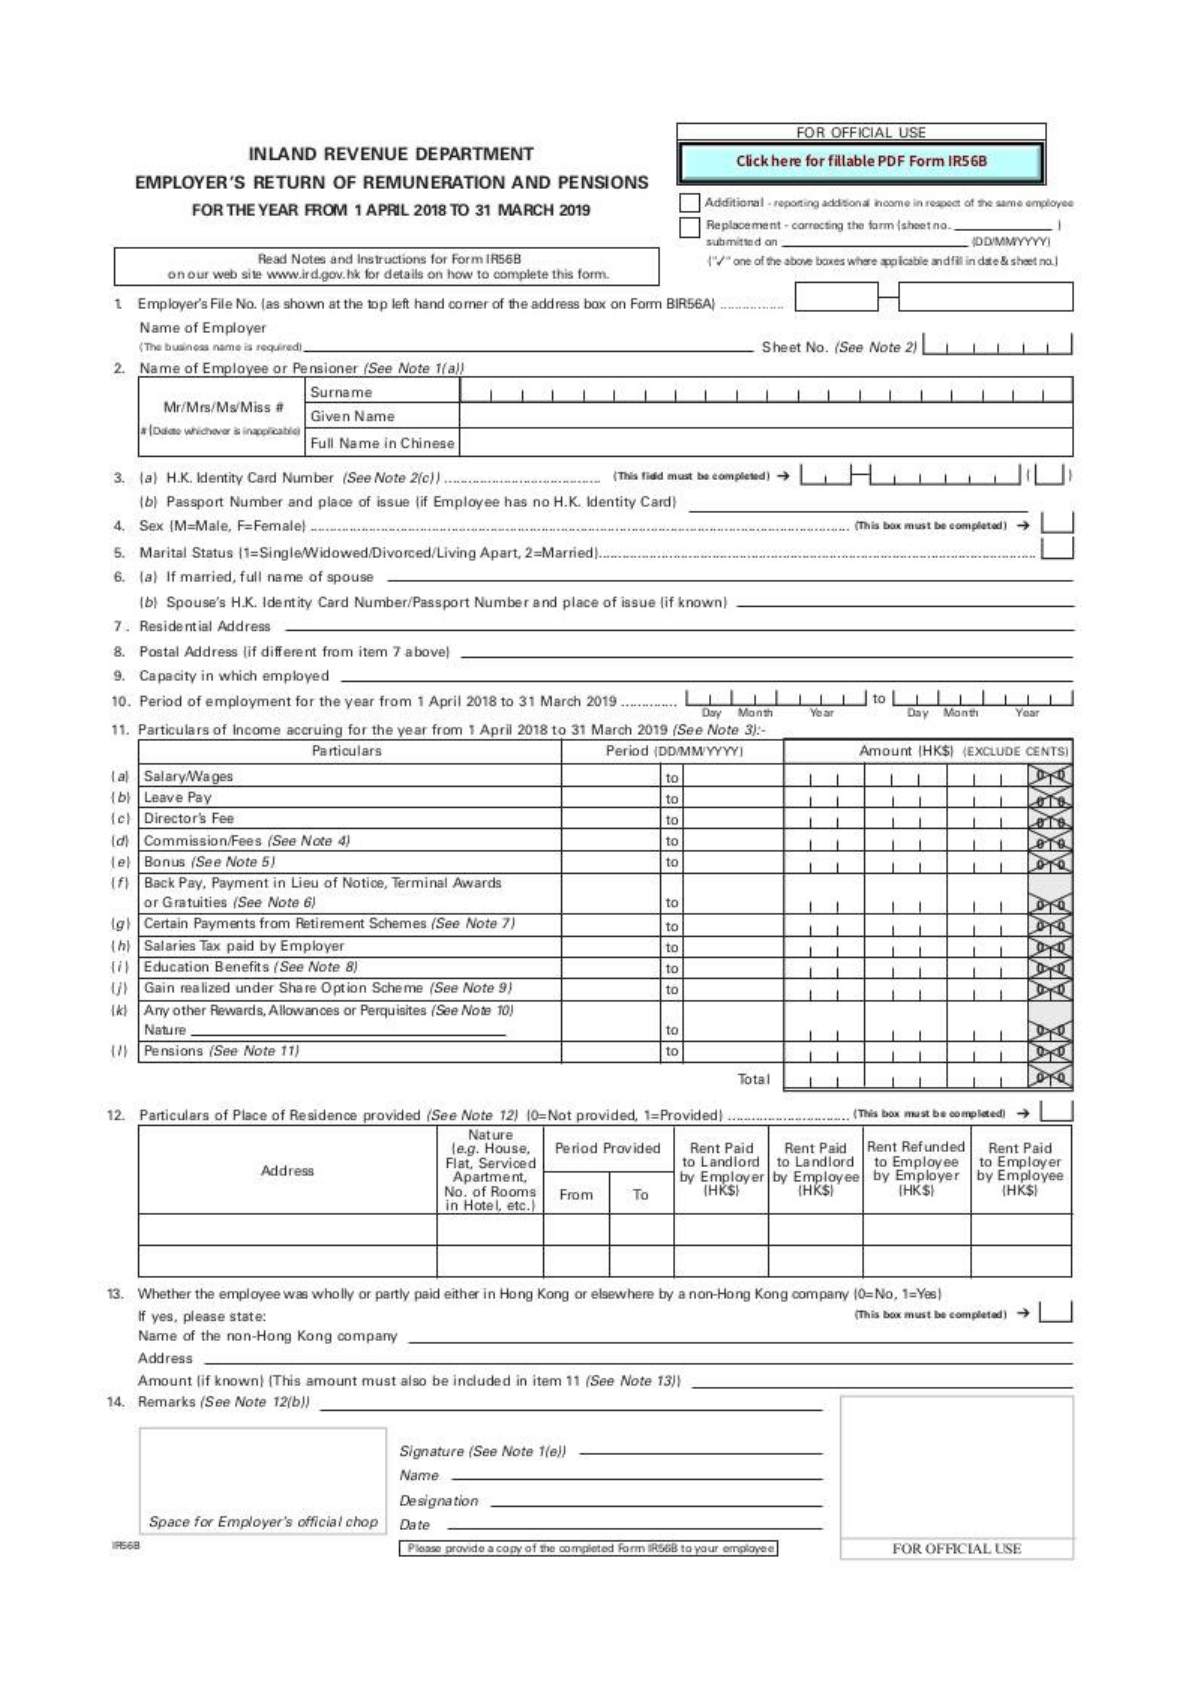 FOR OFFICIAL USE
Click here for fillable PDF Form IR56B
INLAND REVENUE DEPARTMENT
EMPLOYER'S RETURN OF REMUNERATION AND PENSIONS
FOR THE YEAR FROM 1 APRIL 2018 TO 31 MARCH 2019
Additional - reporting additional income in respect of the same employee
Replacement - correcting the form (sheet no. )
submitted on (DD/MM/YYYY)
("✓" one of the above boxes where applicable and fill in date & sheet no.)
Read Notes and Instructions for Form IR56B
on our web site www.ird.gov.hk for details on how to complete this form.
1. Employer's File No. (as shown at the top left hand corner of the address box on Form BIR56A) .................
Name of Employer
(The business name is required) Sheet No. (See Note 2)
2. Name of Employee or Pensioner (See Note 1(a))
Mr/Mrs/Ms/Miss #
# (Delete whichever is inapplicable)
Surname
Given Name
Full Name in Chinese
3. (a) H.K. Identity Card Number (See Note 2(c)) ....................................... (This field must be completed) → ( )
(b) Passport Number and place of issue (if Employee has no H.K. Identity Card)
4. Sex (M=Male, F=Female) ........................................ (This box must be completed) →
5. Marital Status (1=Single/Widowed/Divorced/Living Apart, 2=Married)........................................
6. (a) If married, full name of spouse
(b) Spouse's H.K. Identity Card Number/Passport Number and place of issue (if known)
7. Residential Address
8. Postal Address (if different from item 7 above)
9. Capacity in which employed
10. Period of employment for the year from 1 April 2018 to 31 March 2019 .............. to
Day Month Year Day Month Year
11. Particulars of Income accruing for the year from 1 April 2018 to 31 March 2019 (See Note 3):-
Particulars Period (DD/MM/YYYY) Amount (HK$) (EXCLUDE CENTS)
(a) Salary/Wages to 0 0
(b) Leave Pay to 0 0
(c) Director's Fee to 0 0
(d) Commission/Fees (See Note 4) to 0 0
(e) Bonus (See Note 5) to 0 0
(f) Back Pay, Payment in Lieu of Notice, Terminal Awards
or Gratuities (See Note 6) to 0 0
(g) Certain Payments from Retirement Schemes (See Note 7) to 0 0
(h) Salaries Tax paid by Employer to 0 0
(i) Education Benefits (See Note 8) to 0 0
(j) Gain realized under Share Option Scheme (See Note 9) to 0 0
(k) Any other Rewards, Allowances or Perquisites (See Note 10)
Nature to 0 0
(l) Pensions (See Note 11) to 0 0
Total 0 0
12. Particulars of Place of Residence provided (See Note 12) (0=Not provided, 1=Provided) .............................. (This box must be completed) →
Address
Nature
(e.g. House,
Flat, Serviced
Apartment,
No. of Rooms
in Hotel, etc.)
Period Provided
From To
Rent Paid
to Landlord
by Employer
(HK$)
Rent Paid
to Landlord
by Employee
(HK$)
Rent Refunded
to Employee
by Employer
(HK$)
Rent Paid
to Employer
by Employee
(HK$)
13. Whether the employee was wholly or partly paid either in Hong Kong or elsewhere by a non-Hong Kong company (0=No, 1=Yes)
If yes, please state: (This box must be completed) →
Name of the non-Hong Kong company
Address
Amount (if known) (This amount must also be included in item 11 (See Note 13))
14. Remarks (See Note 12(b))
Signature (See Note 1(e))
Name
Designation
Space for Employer's official chop
Date
IR56B
Please provide a copy of the completed Form IR56B to your employee
FOR OFFICIAL USE